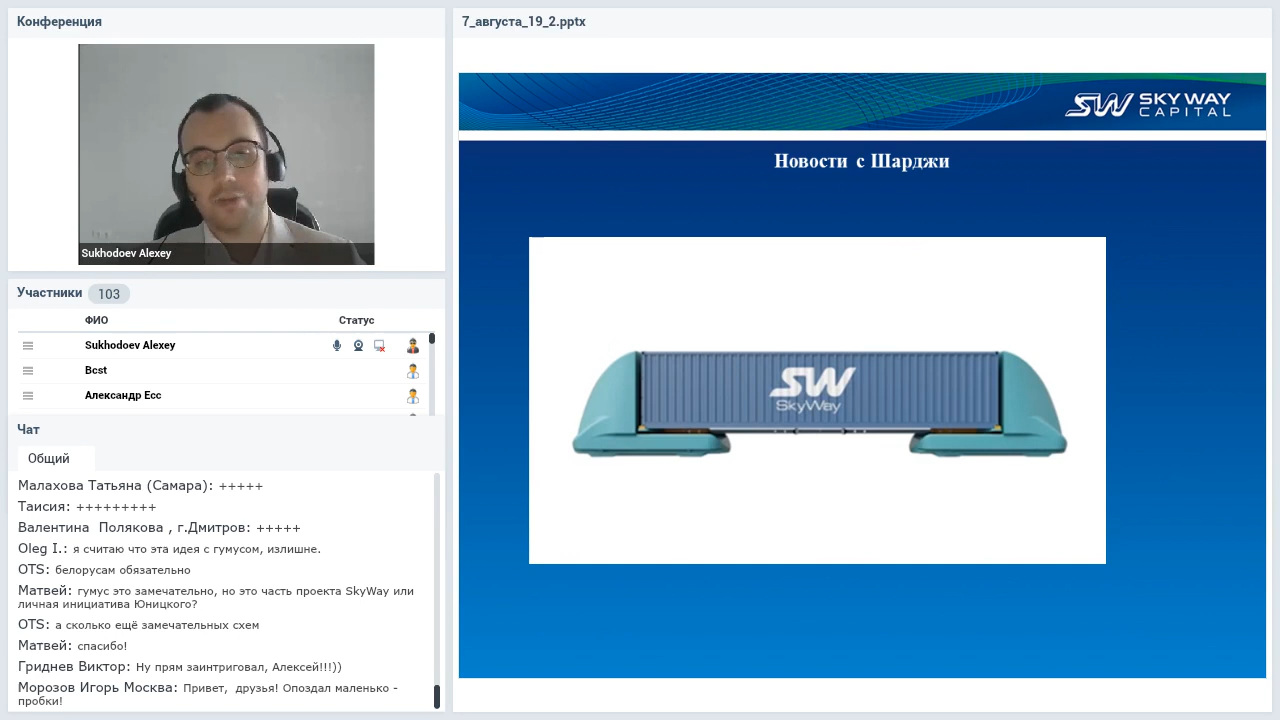 Конференция
Sukhodoev Alexey
Участники 103
ФИО Статус
Sukhodoev Alexey
Bcst
Александр Есс
Чат
Общий
Малахова Татьяна (Самара): +++++
Таисия: +++++++++
Валентина Полякова , г.Дмитров: +++++
Oleg I.: я считаю что эта идея с гумусом, излишне.
OTS: белорусам обязательно
Матвей: гумус это замечательно, но это часть проекта SkyWay или
личная инициатива Юницкого?
OTS: а сколько ещё замечательных схем
Матвей: спасибо!
Гриднев Виктор: Ну прям заинтриговал, Алексей!!!))
Морозов Игорь Москва: Привет, друзья! Опоздал маленько -
пробки!
7_августа_19_2.pptx
SW SKY WAY
CAPITAL
Новости с Шарджи
SW
SkyWay